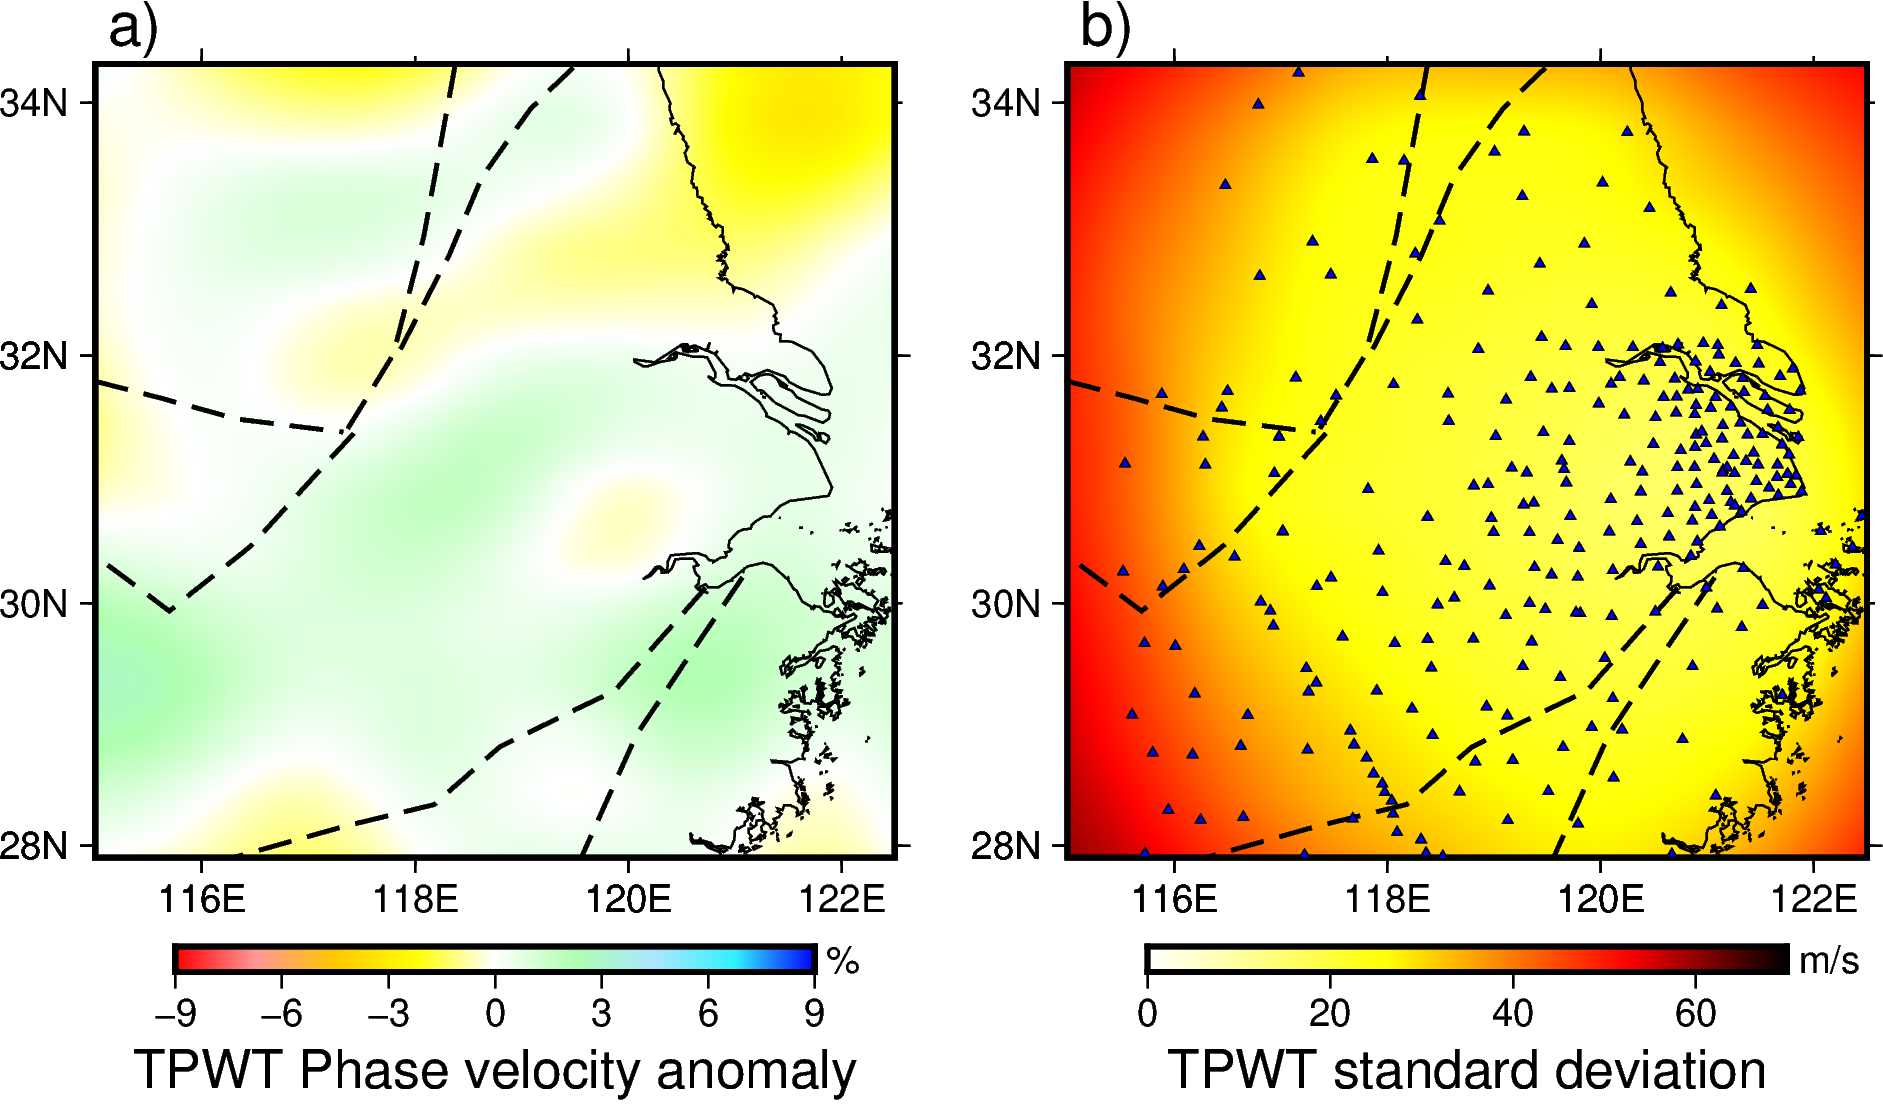 a)
b)
34N
32N
30N
28N
116E 118E 120E 122E
34N
32N
30N
28N
116E 118E 120E 122E
%
−9 −6 −3 0 3 6 9
TPWT Phase velocity anomaly
m/s
0 20 40 60
TPWT standard deviation